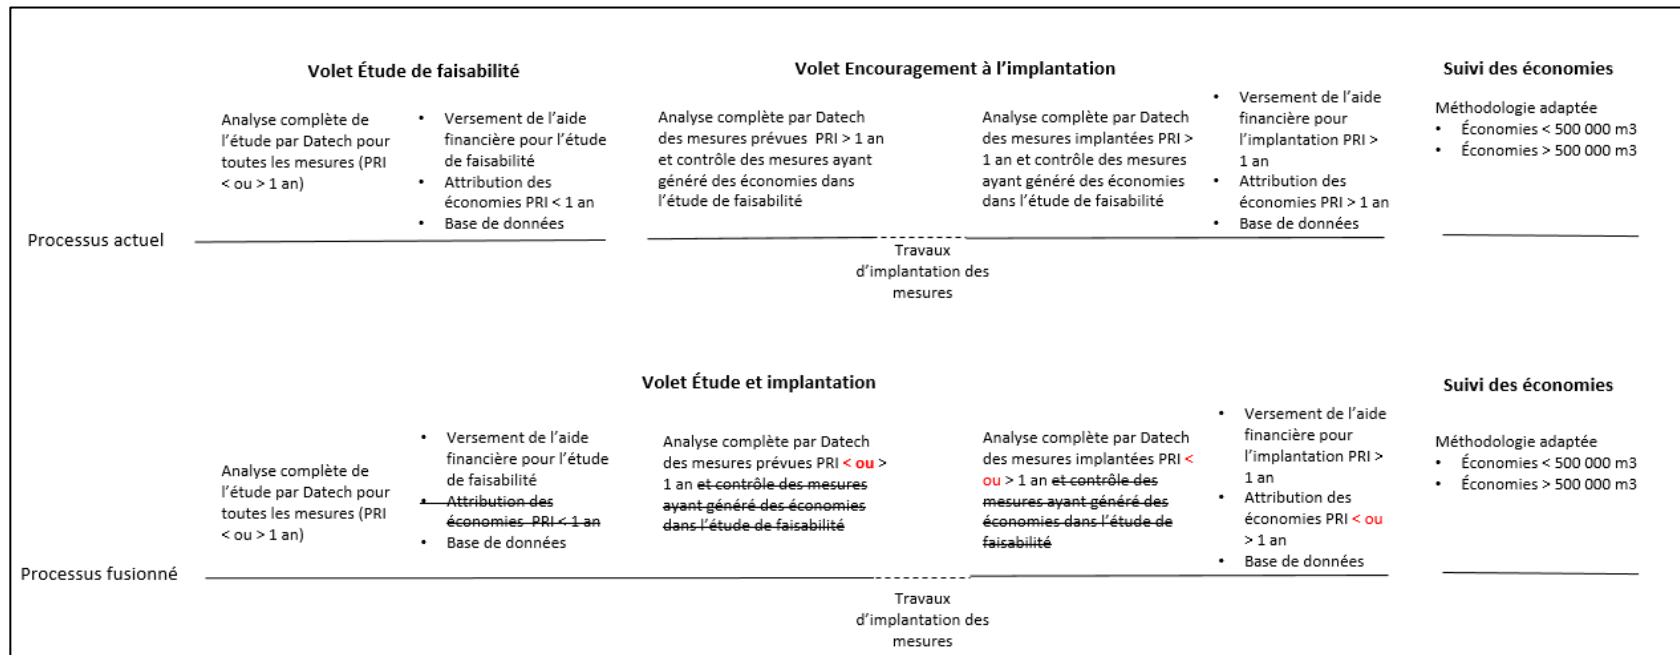 Volet Étude de faisabilité
Analyse complète de
l'étude par Datech pour
toutes les mesures (PRI
< ou > 1 an)
• Versement de l'aide
financière pour l'étude
de faisabilité
• Attribution des
économies PRI < 1 an
• Base de données
Volet Encouragement à l'implantation
Analyse complète par Datech
des mesures prévues PRI > 1 an
et contrôle des mesures ayant
généré des économies dans
l'étude de faisabilité
Analyse complète par Datech
des mesures implantées PRI >
1 an et contrôle des mesures
ayant généré des économies
dans l'étude de faisabilité
• Versement de l'aide
financière pour
l'implantation PRI >
1 an
• Attribution des
économies PRI > 1 an
• Base de données
Suivi des économies
Méthodologie adaptée
• Économies < 500 000 m3
• Économies > 500 000 m3
Processus actuel
Travaux
d'implantation des
mesures
Volet Étude et implantation
Analyse complète de
l'étude par Datech pour
toutes les mesures (PRI
< ou > 1 an)
• Versement de l'aide
financière pour l'étude
de faisabilité
• Attribution des
économies PRI < 1 an
• Base de données
Analyse complète par Datech
des mesures prévues PRI < ou >
1 an et contrôle des mesures
ayant généré des économies
dans l'étude de faisabilité
Analyse complète par Datech
des mesures implantées PRI <
ou > 1 an et contrôle des
mesures ayant généré des
économies dans l'étude de
faisabilité
• Versement de l'aide
financière pour
l'implantation PRI >
1 an
• Attribution des
économies PRI < ou
> 1 an
• Base de données
Suivi des économies
Méthodologie adaptée
• Économies < 500 000 m3
• Économies > 500 000 m3
Processus fusionné
Travaux
d'implantation des
mesures